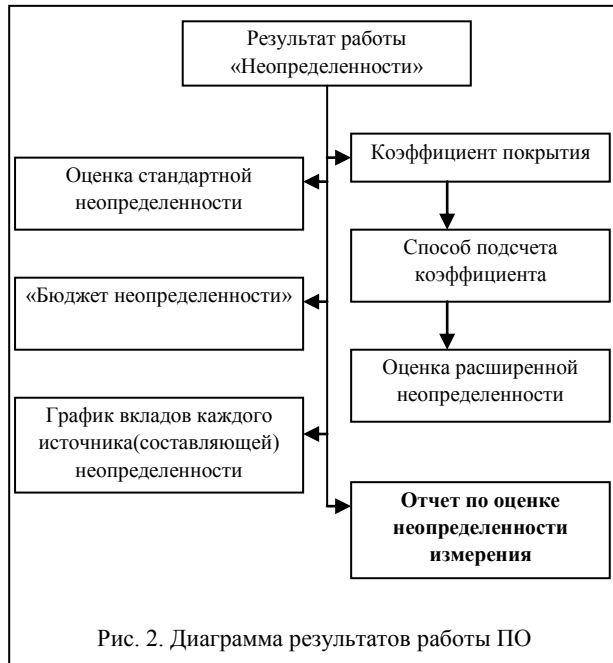 Результат работы
«Неопределенности»
Коэффициент покрытия
Оценка стандартной
неопределенности
Способ подсчета
коэффициента
«Бюджет неопределенности»
Оценка расширенной
неопределенности
График вкладов каждого
источника(составляющей)
неопределенности
Отчет по оценке
неопределенности
измерения
Рис. 2. Диаграмма результатов работы ПО